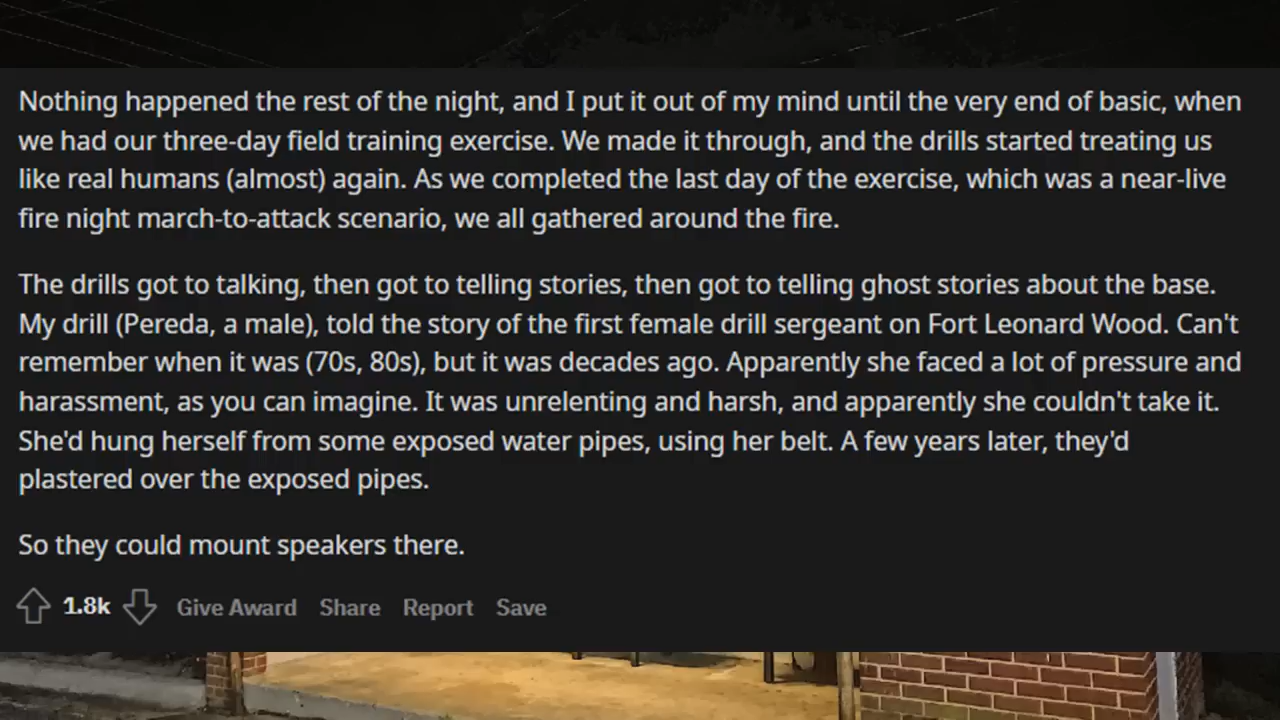 Nothing happened the rest of the night, and I put it out of my mind until the very end of basic, when
we had our three-day field training exercise. We made it through, and the drills started treating us
like real humans (almost) again. As we completed the last day of the exercise, which was a near-live
fire night march-to-attack scenario, we all gathered around the fire.
The drills got to talking, then got to telling stories, then got to telling ghost stories about the base.
My drill (Pereda, a male), told the story of the first female drill sergeant on Fort Leonard Wood. Can't
remember when it was (70s, 80s), but it was decades ago. Apparently she faced a lot of pressure and
harassment, as you can imagine. It was unrelenting and harsh, and apparently she couldn't take it.
She'd hung herself from some exposed water pipes, using her belt. A few years later, they'd
plastered over the exposed pipes.
So they could mount speakers there.
1.8k Give Award Share Report Save